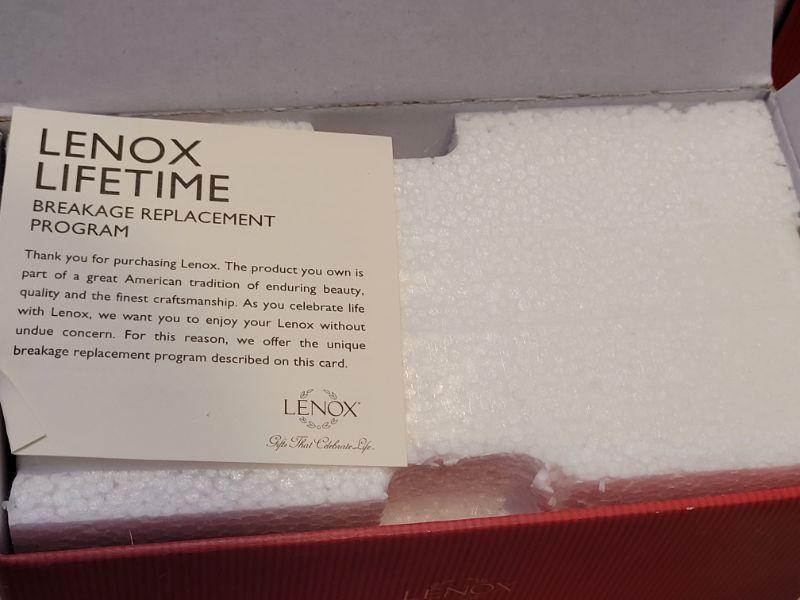 LENOX
LIFETIME
BREAKAGE REPLACEMENT
PROGRAM
Thank you for purchasing Lenox. The product you own is
part of a great American tradition of enduring beauty,
quality and the finest craftsmanship. As you celebrate life
with Lenox, we want you to enjoy your Lenox without
undue concern. For this reason, we offer the unique
breakage replacement program described on this card.
LENOX™
Gifts That Celebrate Life.
LENOX